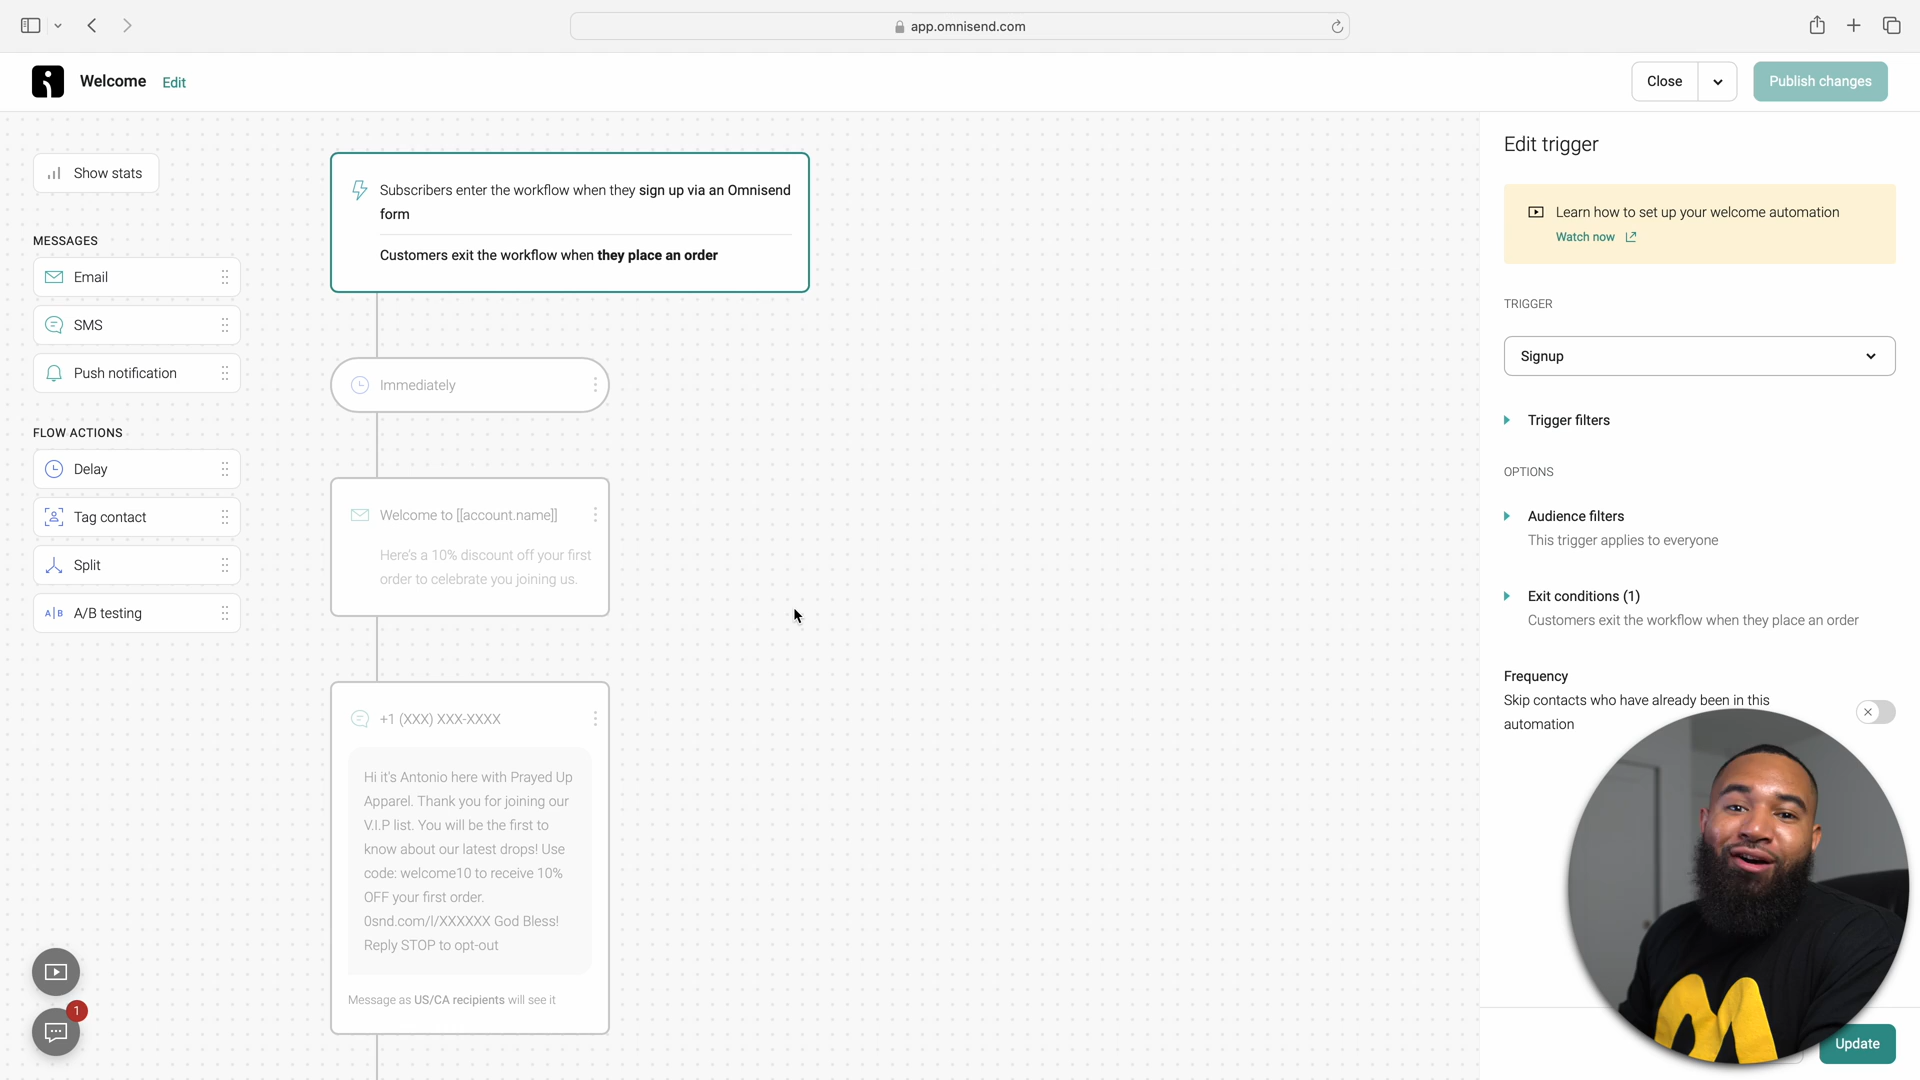 app.omnisend.com
Welcome Edit
Close
Publish changes
Show stats
MESSAGES
Email
SMS
Push notification
FLOW ACTIONS
Delay
Tag contact
Split
A|B A/B testing
1
Subscribers enter the workflow when they sign up via an Omnisend
form
Customers exit the workflow when they place an order
Immediately
Welcome to [[account.name]]
Here's a 10% discount off your first
order to celebrate you joining us.
+1 (XXX) XXX-XXXX
Hi it's Antonio here with Prayed Up
Apparel. Thank you for joining our
V.I.P list. You will be the first to
know about our latest drops! Use
code: welcome10 to receive 10%
OFF your first order.
0snd.com/l/XXXXXX God Bless!
Reply STOP to opt-out
Message as US/CA recipients will see it
Edit trigger
Learn how to set up your welcome automation
Watch now
TRIGGER
Signup
Trigger filters
OPTIONS
Audience filters
This trigger applies to everyone
Exit conditions (1)
Customers exit the workflow when they place an order
Frequency
Skip contacts who have already been in this
automation
Update